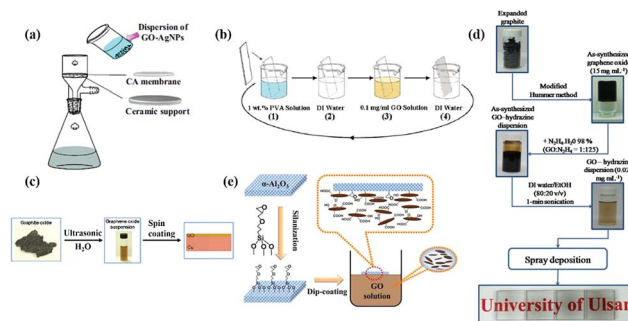 (a)
Dispersion of
GO-AgNPs
CA membrane
Ceramic support
(b)
1 wt.% PVA Solution
(1)
DI Water
(2)
0.1 mg/ml GO Solution
(3)
DI Water
(4)
(c)
Graphite oxide
Ultrasonic
H₂O
Graphene oxide
suspension
Spin
coating
GO
Cu
(d)
Expanded
graphite
As-synthesized
graphene oxide
(15 mg mL⁻¹)
Modified
Hummer method
As-synthesized
GO-hydrazine
dispersion
+ N₂H₄.H₂O 98 %
(GO:N₂H₄ = 1:125)
GO – hydrazine
dispersion (0.02
mg mL⁻¹)
DI water/EtOH
(80:20 v/v)
1-min sonication
Spray deposition
University of Ulsan
(e)
α-Al₂O₃
Silanization
Dip-coating
GO
solution